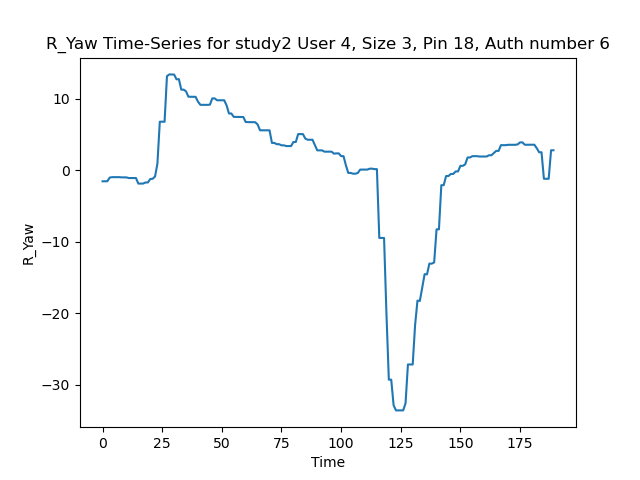 R_Yaw Time-Series for study2 User 4, Size 3, Pin 18, Auth number 6
10
0
−10
−20
−30
R_Yaw
0 25 50 75 100 125 150 175
Time